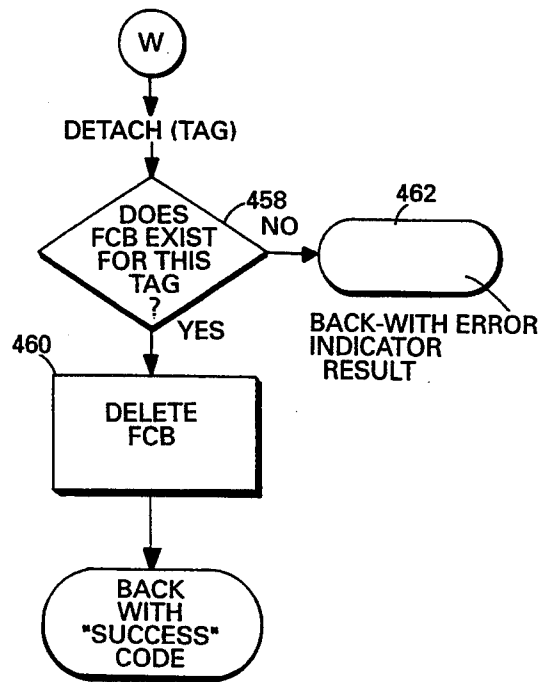 W
DETACH (TAG)
458
DOES
FCB EXIST
FOR THIS
TAG
?
NO
462
BACK-WITH ERROR
INDICATOR
RESULT
YES
460
DELETE
FCB
BACK
WITH
"SUCCESS"
CODE